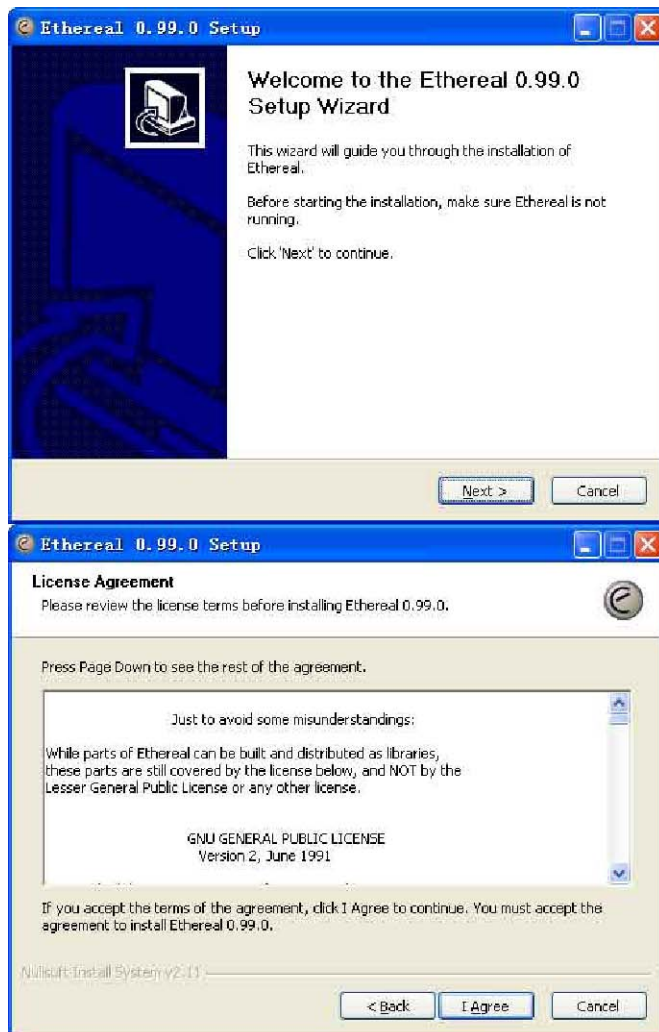 Ethereal 0.99.0 Setup
Welcome to the Ethereal 0.99.0
Setup Wizard
This wizard will guide you through the installation of
Ethereal.
Before starting the installation, make sure Ethereal is not
running.
Click 'Next' to continue.
Next >
Cancel
Ethereal 0.99.0 Setup
License Agreement
Please review the license terms before installing Ethereal 0.99.0.
Press Page Down to see the rest of the agreement.
Just to avoid some misunderstandings:
While parts of Ethereal can be built and distributed as libraries,
these parts are still covered by the license below, and NOT by the
Lesser General Public License or any other license.
GNU GENERAL PUBLIC LICENSE
Version 2, June 1991
If you accept the terms of the agreement, click I Agree to continue. You must accept the
agreement to install Ethereal 0.99.0.
Nullsoft Install System v2.11
< Back
I Agree
Cancel